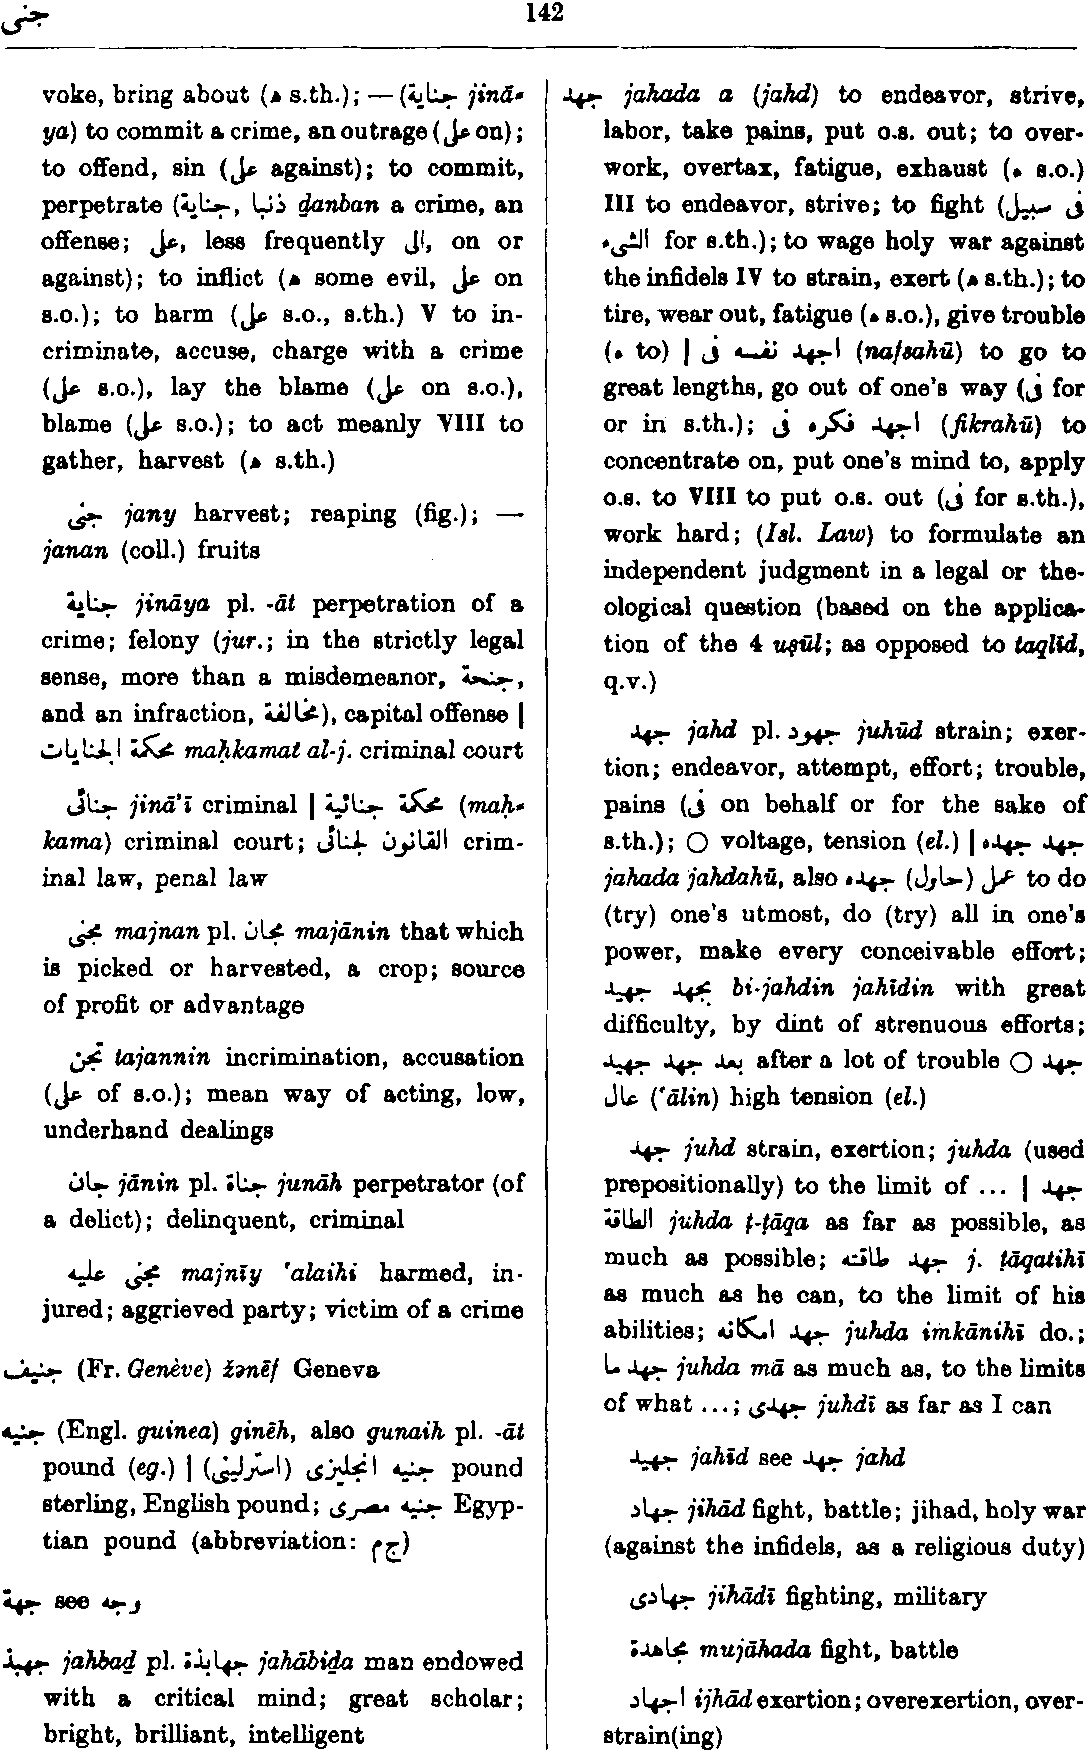 جنى
142
voke, bring about (ه s.th.); — (جناية jinā-
ya) to commit a crime, an outrage (على on);
to offend, sin (على against); to commit,
perpetrate (جناية, ذنبا ḏanban a crime, an
offense; على, less frequently الى, on or
against); to inflict (ه some evil, على on
s.o.); to harm (على s.o., s.th.) V to in-
criminate, accuse, charge with a crime
(على s.o.), lay the blame (على on s.o.),
blame (على s.o.); to act meanly VIII to
gather, harvest (ه s.th.)
جنى jany harvest; reaping (fig.); —
janan (coll.) fruits
جناية jināya pl. -āt perpetration of a
crime; felony (jur.; in the strictly legal
sense, more than a misdemeanor, جنحة,
and an infraction, مخالفة), capital offense |
محكمة الجنايات maḥkamat al-j. criminal court
جنائى jinā'ī criminal | محكمة جنائية (maḥ-
kama) criminal court; القانون الجنائى crim-
inal law, penal law
مجنى majnan pl. مجان majānin that which
is picked or harvested, a crop; source
of profit or advantage
تجن tajannin incrimination, accusation
(على of s.o.); mean way of acting, low,
underhand dealings
جان jānin pl. جناة junāh perpetrator (of
a delict); delinquent, criminal
مجنى عليه majnīy 'alaihi harmed, in-
jured; aggrieved party; victim of a crime
جنيف (Fr. Genève) žənēf Geneva
جنيه (Engl. guinea) ginēh, also gunaih pl. -āt
pound (eg.) | جنيه انجليزى (استرلينى) pound
sterling, English pound; جنيه مصرى Egyp-
tian pound (abbreviation: ج م)
جهة see وجه
جهبذ jahbaḏ pl. جهابذة jahābiḏa man endowed
with a critical mind; great scholar;
bright, brilliant, intelligent
جهد jahada a (jahd) to endeavor, strive,
labor, take pains, put o.s. out; to over-
work, overtax, fatigue, exhaust (ه s.o.)
III to endeavor, strive; to fight (فى سبيل
الشىء for s.th.); to wage holy war against
the infidels IV to strain, exert (ه s.th.); to
tire, wear out, fatigue (ه s.o.), give trouble
(ه to) | اجهد نفسه فى (nafsahū) to go to
great lengths, go out of one's way (فى for
or in s.th.); اجهد فكره فى (fikrahū) to
concentrate on, put one's mind to, apply
o.s. to VIII to put o.s. out (فى for s.th.),
work hard; (Isl. Law) to formulate an
independent judgment in a legal or the-
ological question (based on the applica-
tion of the 4 uṣūl; as opposed to taqlīd,
q.v.)
جهد jahd pl. جهود juhūd strain; exer-
tion; endeavor, attempt, effort; trouble,
pains (فى on behalf or for the sake of
s.th.); ○ voltage, tension (el.) | جهد جهده
jahada jahdahū, also عمل (حاول) جهده to do
(try) one's utmost, do (try) all in one's
power, make every conceivable effort;
بجهد جهيد bi-jahdin jahīdin with great
difficulty, by dint of strenuous efforts;
بعد جهد جهيد after a lot of trouble ○ جهد
عال ('ālin) high tension (el.)
جهد juhd strain, exertion; juhda (used
prepositionally) to the limit of ... | جهد
الطاقة juhda ṭ-ṭāqa as far as possible, as
much as possible; جهد طاقته j. ṭāqatihī
as much as he can, to the limit of his
abilities; جهد امكانه juhda imkānihī do.;
جهد ما juhda mā as much as, to the limits
of what ...; جهدى juhdī as far as I can
جهيد jahīd see جهد jahd
جهاد jihād fight, battle; jihad, holy war
(against the infidels, as a religious duty)
جهادى jihādī fighting, military
مجاهدة mujāhada fight, battle
اجهاد ijhād exertion; overexertion, over-
strain(ing)